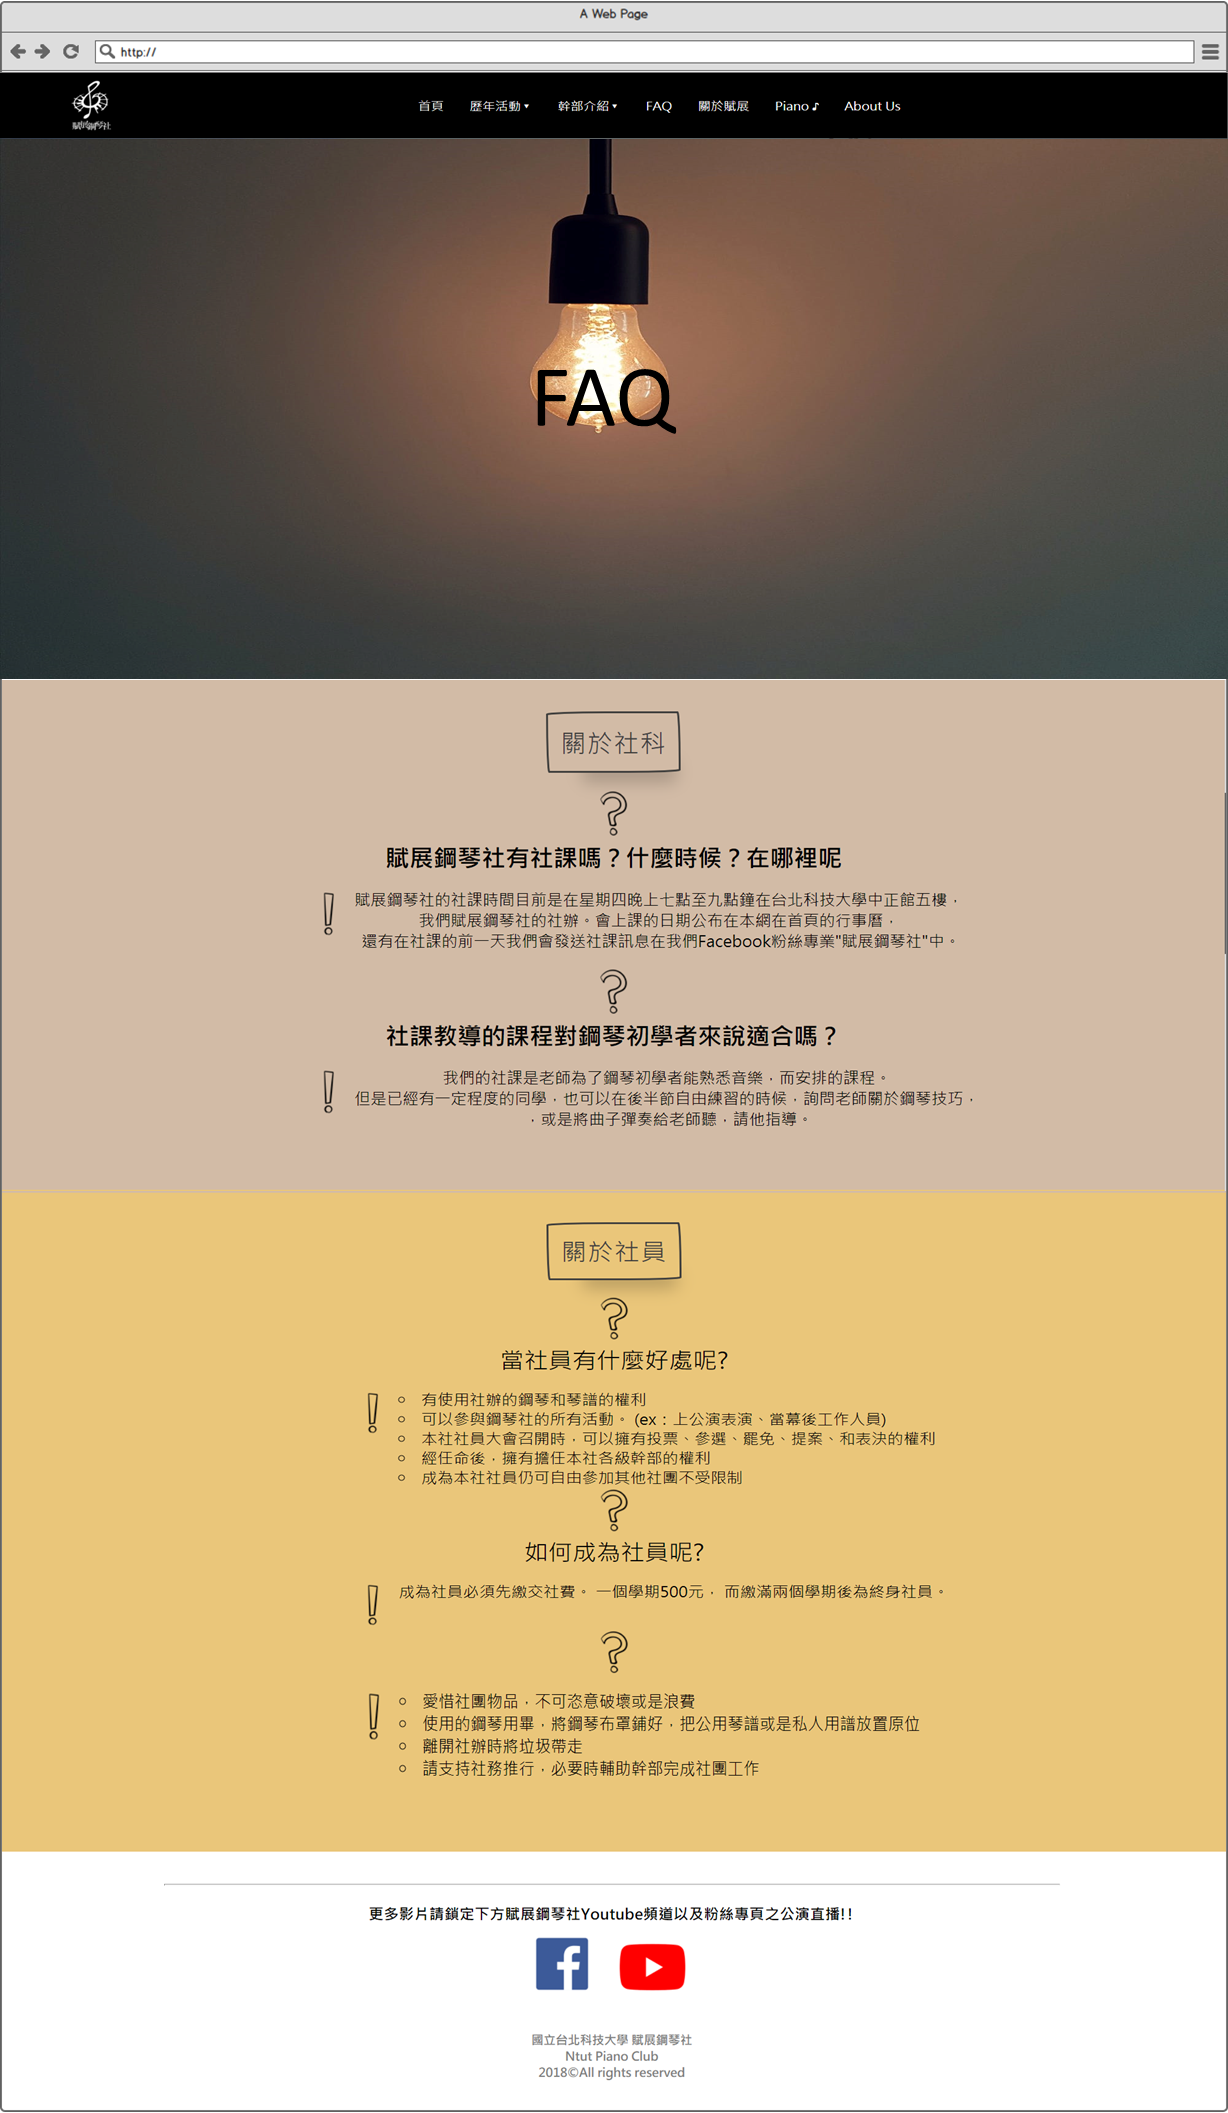 A Web Page
http://
賦展鋼琴社
首頁 歷年活動▼ 幹部介紹▼ FAQ 關於賦展 Piano♪ About Us
FAQ
關於社科
?
賦展鋼琴社有社課嗎？什麼時候？在哪裡呢
! 賦展鋼琴社的社課時間目前是在星期四晚上七點至九點鐘在台北科技大學中正館五樓，
我們賦展鋼琴社的社辦。會上課的日期公布在本網在首頁的行事曆，
還有在社課的前一天我們會發送社課訊息在我們Facebook粉絲專業"賦展鋼琴社"中。
?
社課教導的課程對鋼琴初學者來說適合嗎？
! 我們的社課是老師為了鋼琴初學者能熟悉音樂，而安排的課程。
但是已經有一定程度的同學，也可以在後半節自由練習的時候，詢問老師關於鋼琴技巧，
，或是將曲子彈奏給老師聽，請他指導。
關於社員
?
當社員有什麼好處呢?
! ○ 有使用社辦的鋼琴和琴譜的權利
○ 可以參與鋼琴社的所有活動。 (ex：上公演表演、當幕後工作人員)
○ 本社社員大會召開時，可以擁有投票、參選、罷免、提案、和表決的權利
○ 經任命後，擁有擔任本社各級幹部的權利
○ 成為本社社員仍可自由參加其他社團不受限制
?
如何成為社員呢?
! 成為社員必須先繳交社費。 一個學期500元， 而繳滿兩個學期後為終身社員。
?
! ○ 愛惜社團物品，不可恣意破壞或是浪費
○ 使用的鋼琴用畢，將鋼琴布罩鋪好，把公用琴譜或是私人用譜放置原位
○ 離開社辦時將垃圾帶走
○ 請支持社務推行，必要時輔助幹部完成社團工作
更多影片請鎖定下方賦展鋼琴社Youtube頻道以及粉絲專頁之公演直播!!
國立台北科技大學 賦展鋼琴社
Ntut Piano Club
2018©All rights reserved